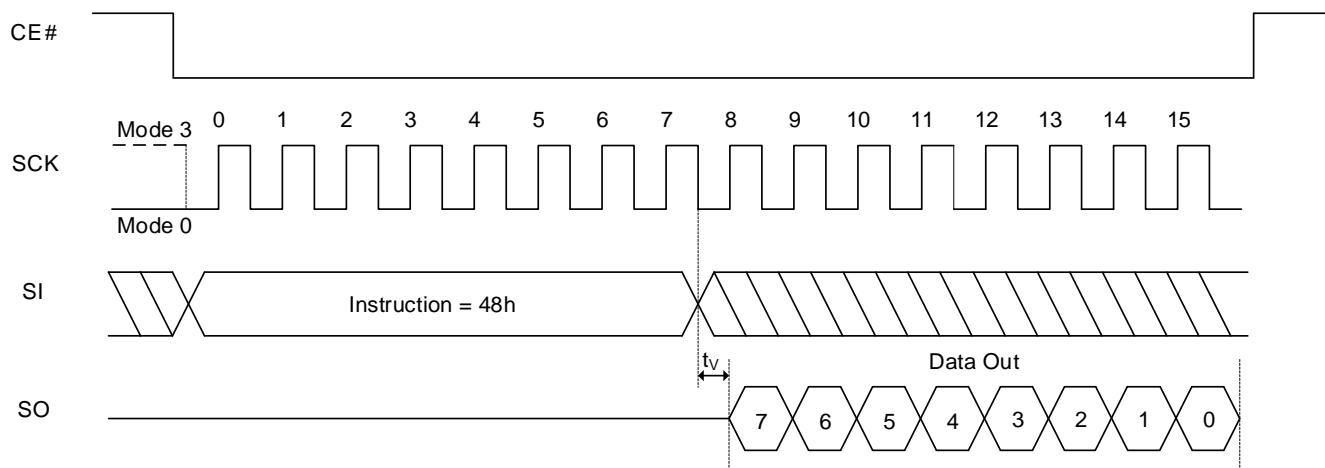 CE#
0 1 2 3 4 5 6 7 8 9 10 11 12 13 14 15
Mode 3
SCK
Mode 0
SI
Instruction = 48h
tV
Data Out
SO
7 6 5 4 3 2 1 0